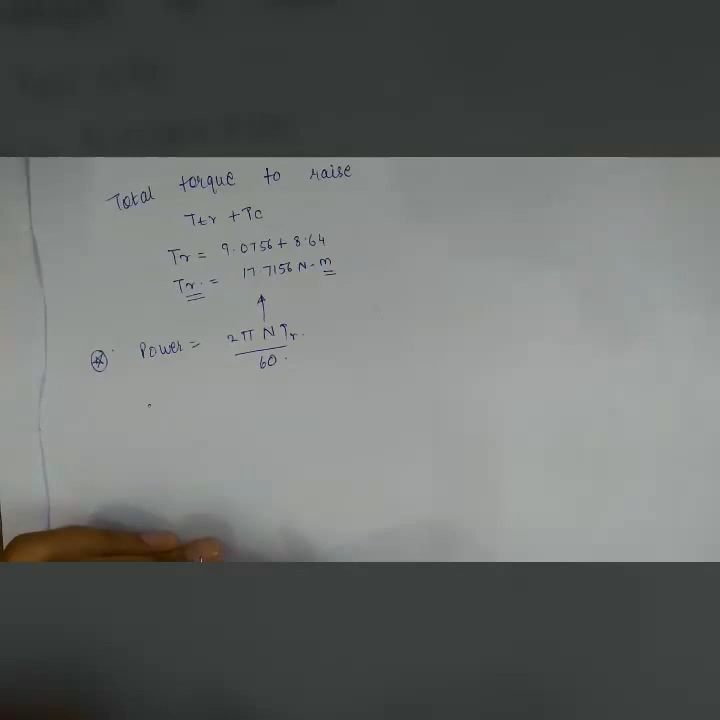 Total torque to raise
Ttr + Tc
Tr = 9.0756 + 8.64
Tr. = 17.7156 N-m
Power = 2π N Tr
60.